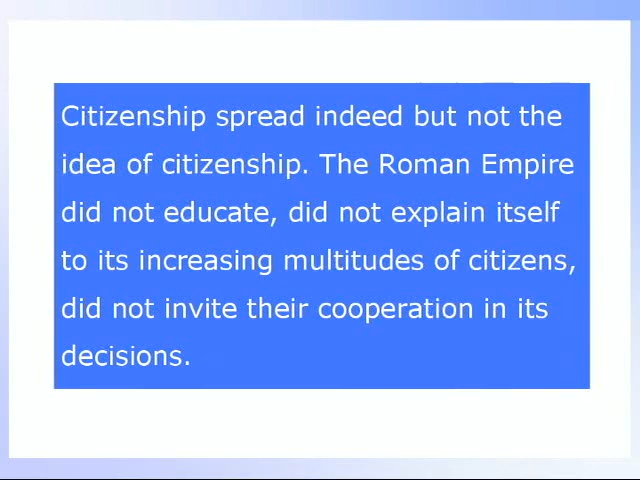 Citizenship spread indeed but not the
idea of citizenship. The Roman Empire
did not educate, did not explain itself
to its increasing multitudes of citizens,
did not invite their cooperation in its
decisions.